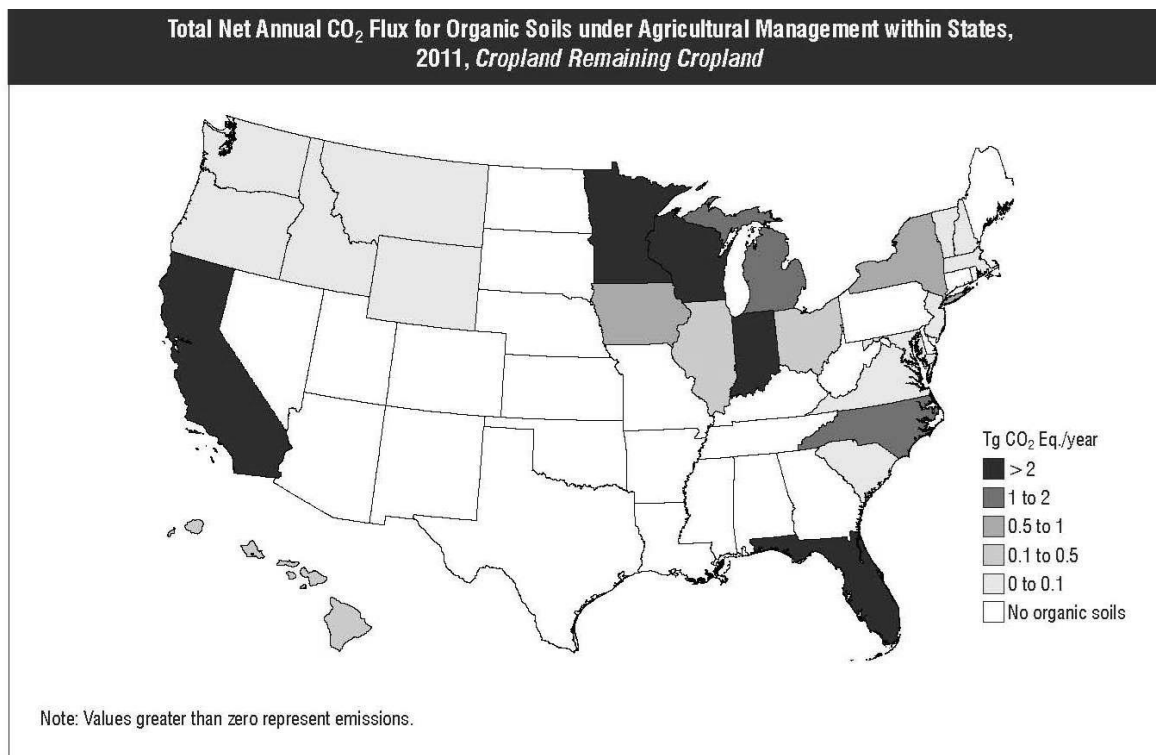 Total Net Annual CO₂ Flux for Organic Soils under Agricultural Management within States,
2011, Cropland Remaining Cropland
Tg CO₂ Eq./year
> 2
1 to 2
0.5 to 1
0.1 to 0.5
0 to 0.1
No organic soils
Note: Values greater than zero represent emissions.